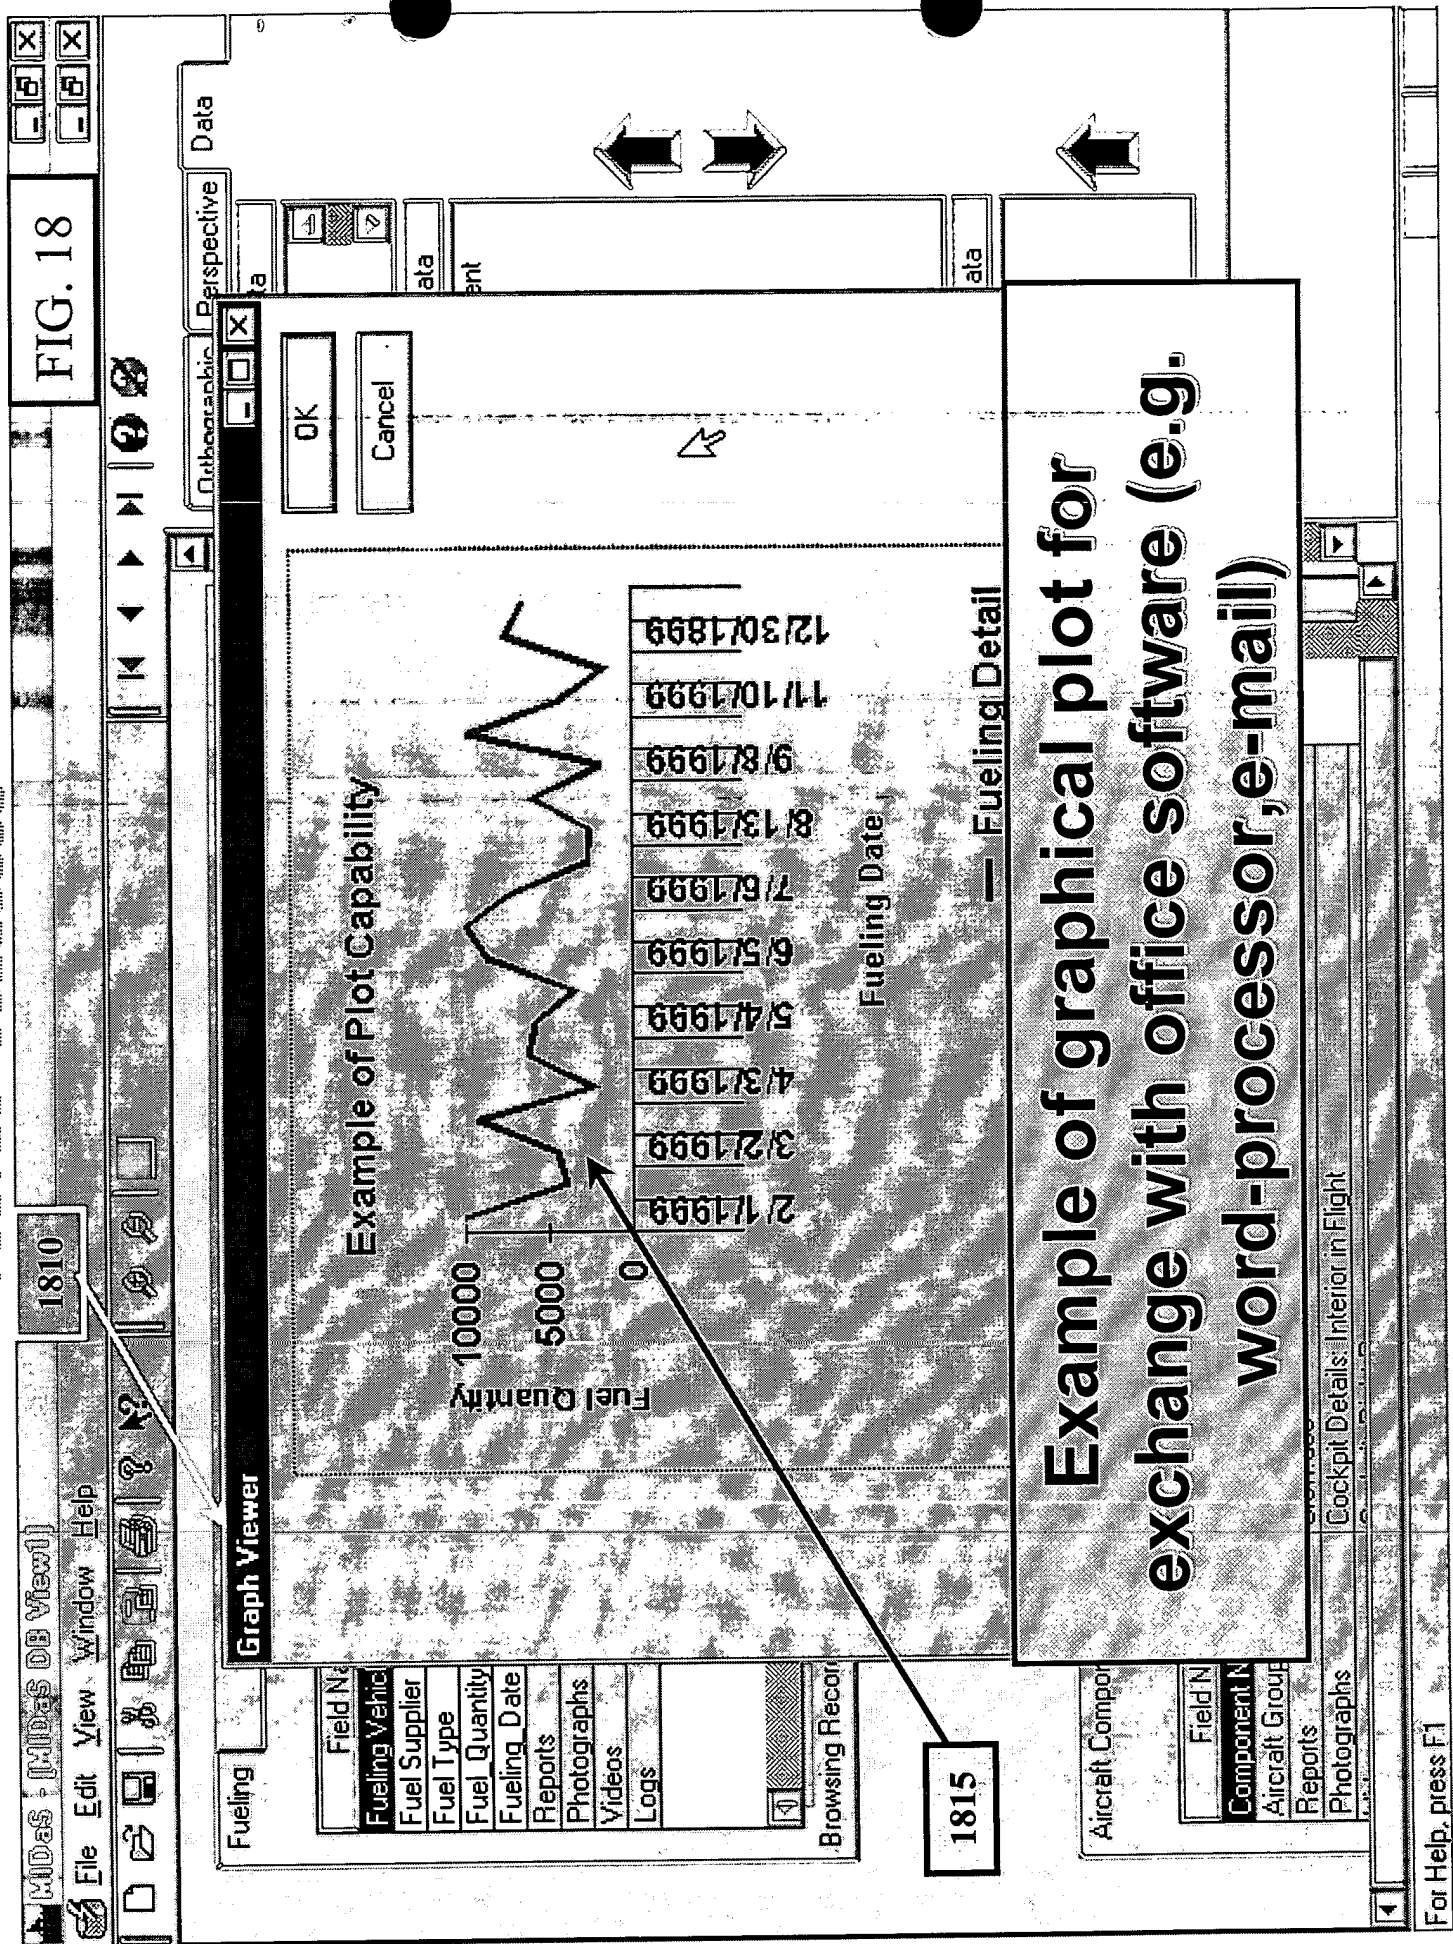 FIG. 18
MIDaS - [MIDaS DB View1]
1810
File Edit View Window Help
Orthographic Perspective Data
Fueling
Graph Viewer
Field Na
Fueling Vehicl
Fuel Supplier
Fuel Type
Fuel Quantity
Fueling Date
Reports
Photographs
Videos
Logs
Browsing Recor
OK
Cancel
Example of Plot Capability
Fuel Quantity
10000
5000
0
2/1/1999
3/2/1999
4/3/1999
5/4/1999
6/5/1999
7/6/1999
8/13/1999
9/8/1999
11/10/1999
12/30/1899
Fueling Date
Fueling Detail
ta
ata
ent
ata
1815
Aircraft Compor
Field N
Component N
Aircraft Group
Reports
Photographs
Example of graphical plot for
exchange with office software (e.g.
word-processor,e-mail)
Cockpit Details: Interior in Flight
For Help, press F1